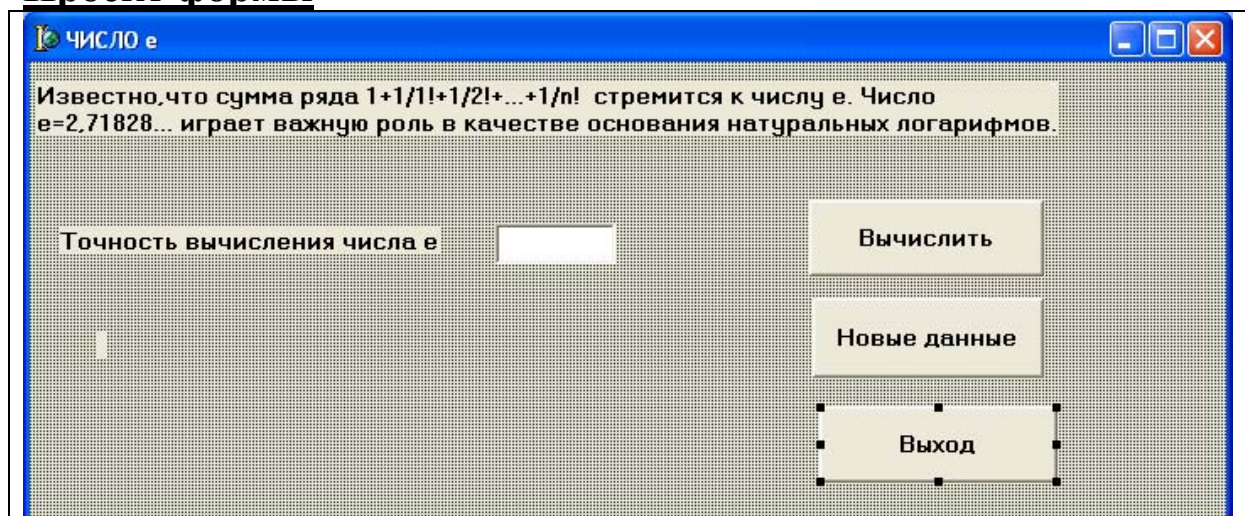 ЧИСЛО е
Известно,что сумма ряда 1+1/1!+1/2!+...+1/n! стремится к числу е. Число
е=2,71828... играет важную роль в качестве основания натуральных логарифмов.
Точность вычисления числа е
Вычислить
Новые данные
Выход